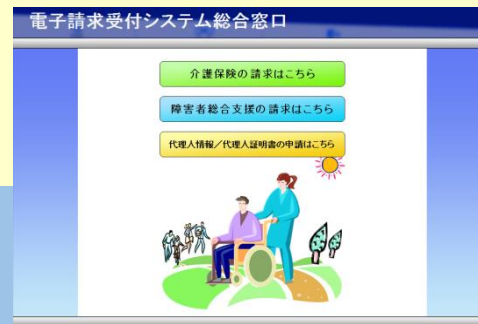 電子請求受付システム総合窓口
介護保険の請求はこちら
障害者総合支援の請求はこちら
代理人情報／代理人証明書の申請はこちら